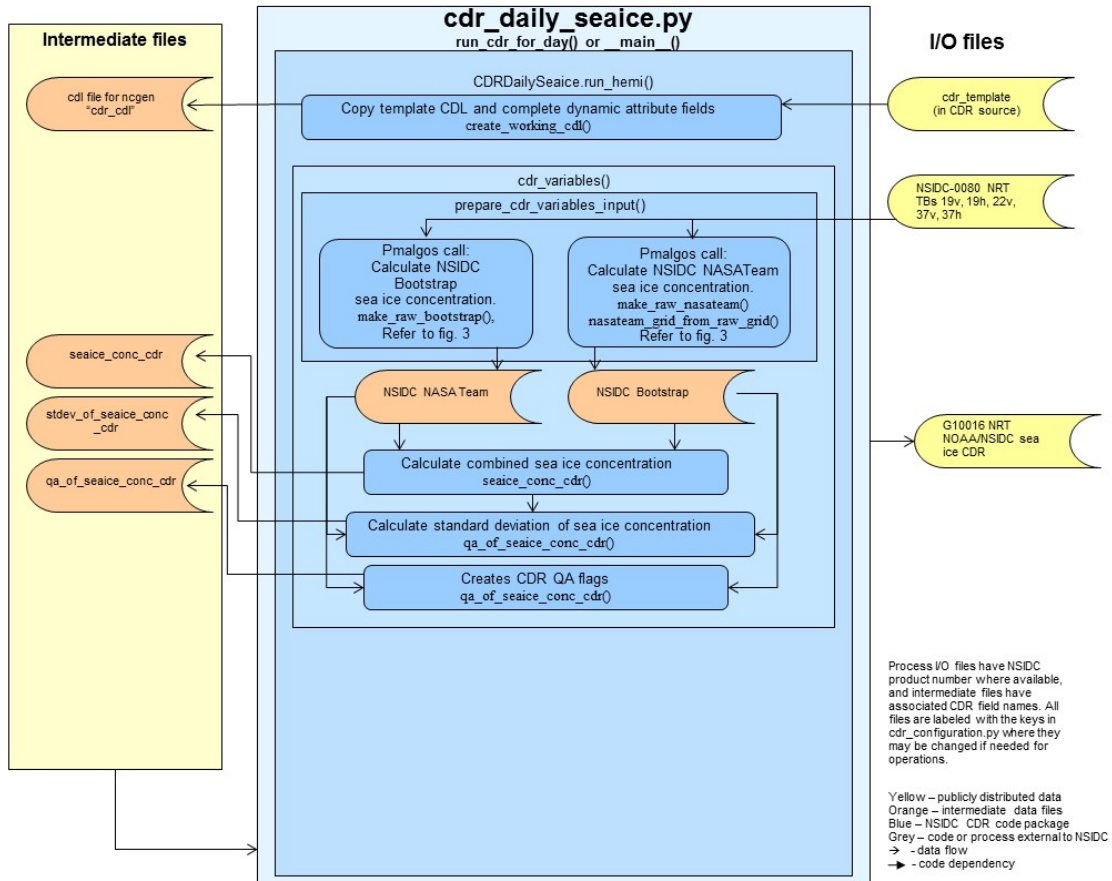 cdr_daily_seaice.py
run_cdr_for_day() or __main__()
Intermediate files
I/O files
CDRDailySeaice.run_hemi()
cdl file for ncgen
“cdr_cdl”
Copy template CDL and complete dynamic attribute fields
create_working_cdl()
cdr_template
(in CDR source)
cdr_variables()
prepare_cdr_variables_input()
NSIDC-0080 NRT
TBs 19v, 19h, 22v,
37v, 37h
Pmalgos call:
Calculate NSIDC
Bootstrap
sea ice concentration.
make_raw_bootstrap(),
Refer to fig. 3
Pmalgos call:
Calculate NSIDC NASATeam
sea ice concentration.
make_raw_nasateam()
nasateam_grid_from_raw_grid()
Refer to fig. 3
seaice_conc_cdr
NSIDC NASA Team
NSIDC Bootstrap
stdev_of_seaice_conc
_cdr
G10016 NRT
NOAA/NSIDC sea
ice CDR
Calculate combined sea ice concentration
seaice_conc_cdr()
qa_of_seaice_conc_cdr
Calculate standard deviation of sea ice concentration
qa_of_seaice_conc_cdr()
Creates CDR QA flags
qa_of_seaice_conc_cdr()
Process I/O files have NSIDC
product number where available,
and intermediate files have
associated CDR field names. All
files are labeled with the keys in
cdr_configuration.py where they
may be changed if needed for
operations.
Yellow – publicly distributed data
Orange – intermediate data files
Blue – NSIDC CDR code package
Grey – code or process external to NSIDC
→ - data flow
→ - code dependency